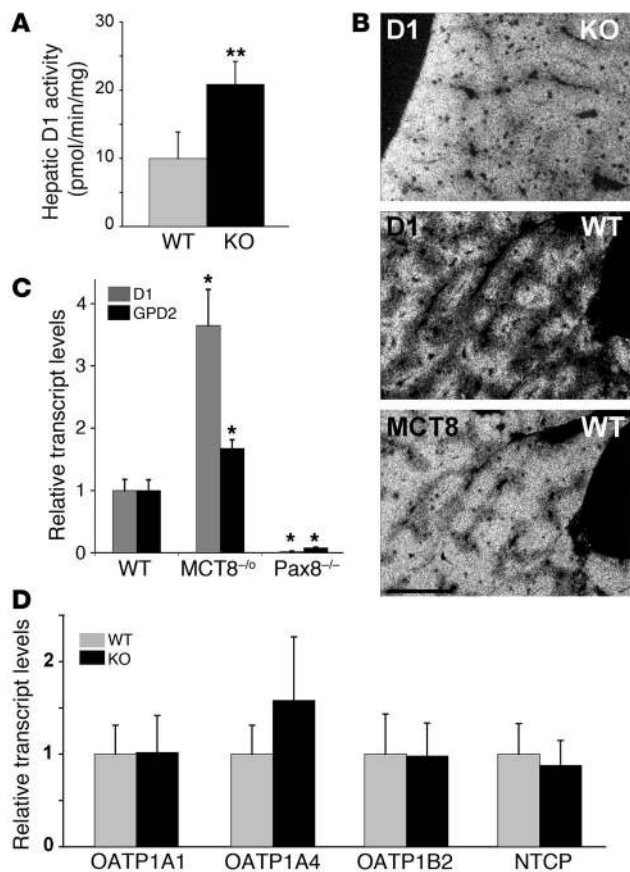 A
Hepatic D1 activity
(pmol/min/mg)
30
20
10
0
**
WT KO
B
D1 KO
D1 WT
MCT8 WT
C
D1
GPD2
Relative transcript levels
4
3
2
1
0
*
*
* *
WT MCT8⁻/⁰ Pax8⁻/⁻
D
WT
KO
Relative transcript levels
2
1
0
OATP1A1 OATP1A4 OATP1B2 NTCP